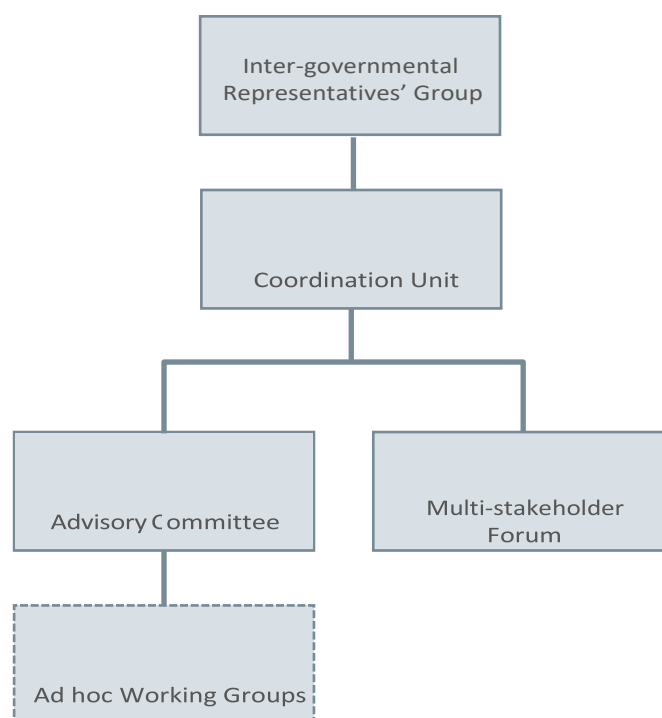 Inter-governmental
Representatives’ Group
Coordination Unit
Advisory Committee
Multi-stakeholder
Forum
Ad hoc Working Groups